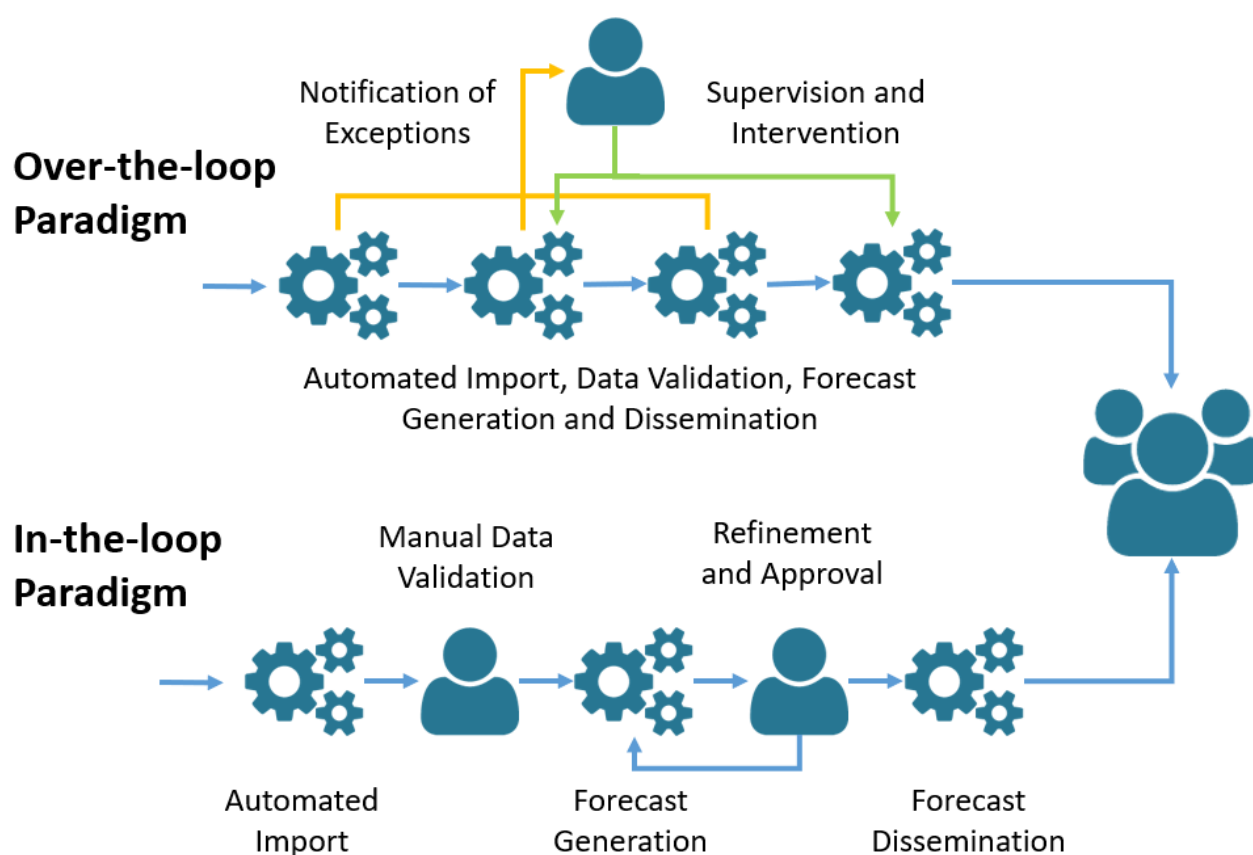 Notification of
Exceptions
Supervision and
Intervention
Over-the-loop
Paradigm
Automated Import, Data Validation, Forecast
Generation and Dissemination
In-the-loop
Paradigm
Manual Data
Validation
Refinement
and Approval
Automated
Import
Forecast
Generation
Forecast
Dissemination